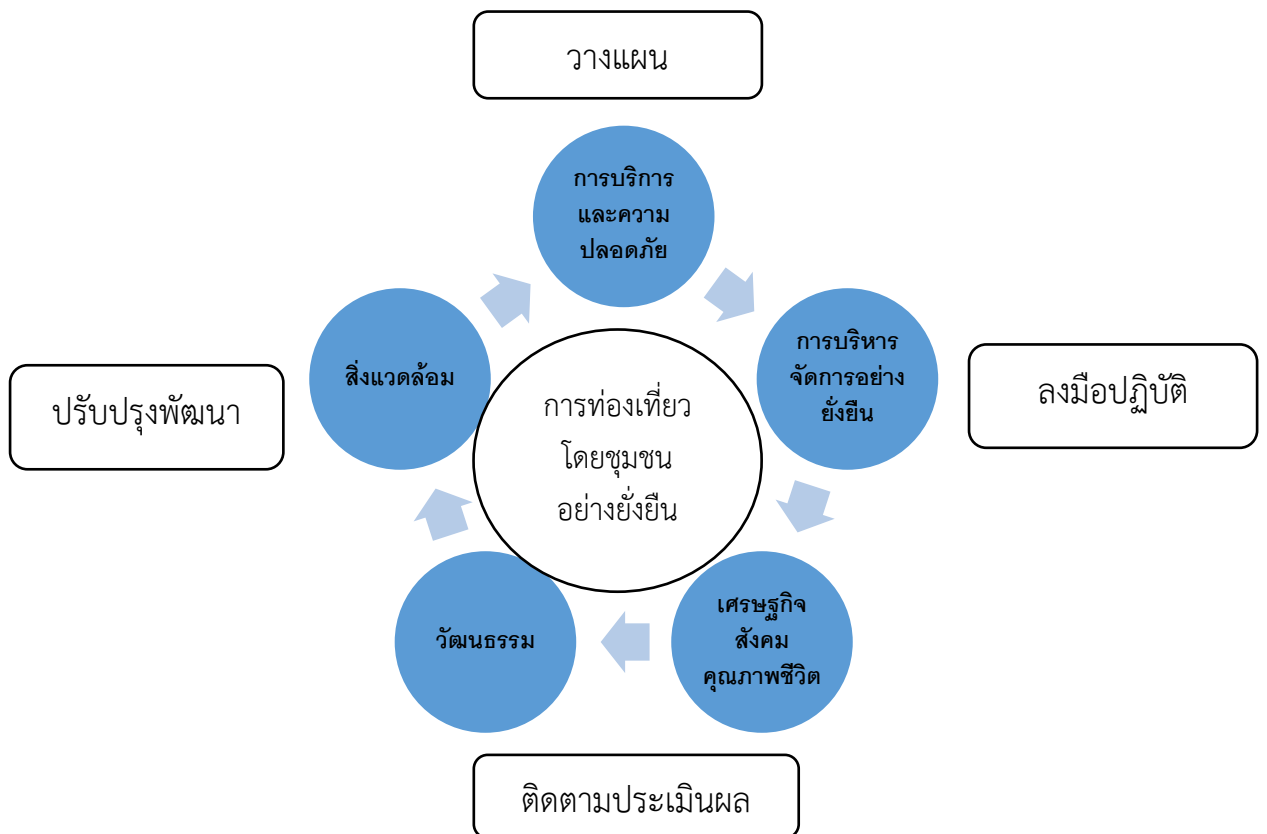 วางแผน
การบริการ
และความ
ปลอดภัย
การบริหาร
จัดการอย่าง
ยั่งยืน
สิ่งแวดล้อม
การท่องเที่ยว
โดยชุมชน
อย่างยั่งยืน
ปรับปรุงพัฒนา
ลงมือปฏิบัติ
เศรษฐกิจ
สังคม
คุณภาพชีวิต
วัฒนธรรม
ติดตามประเมินผล